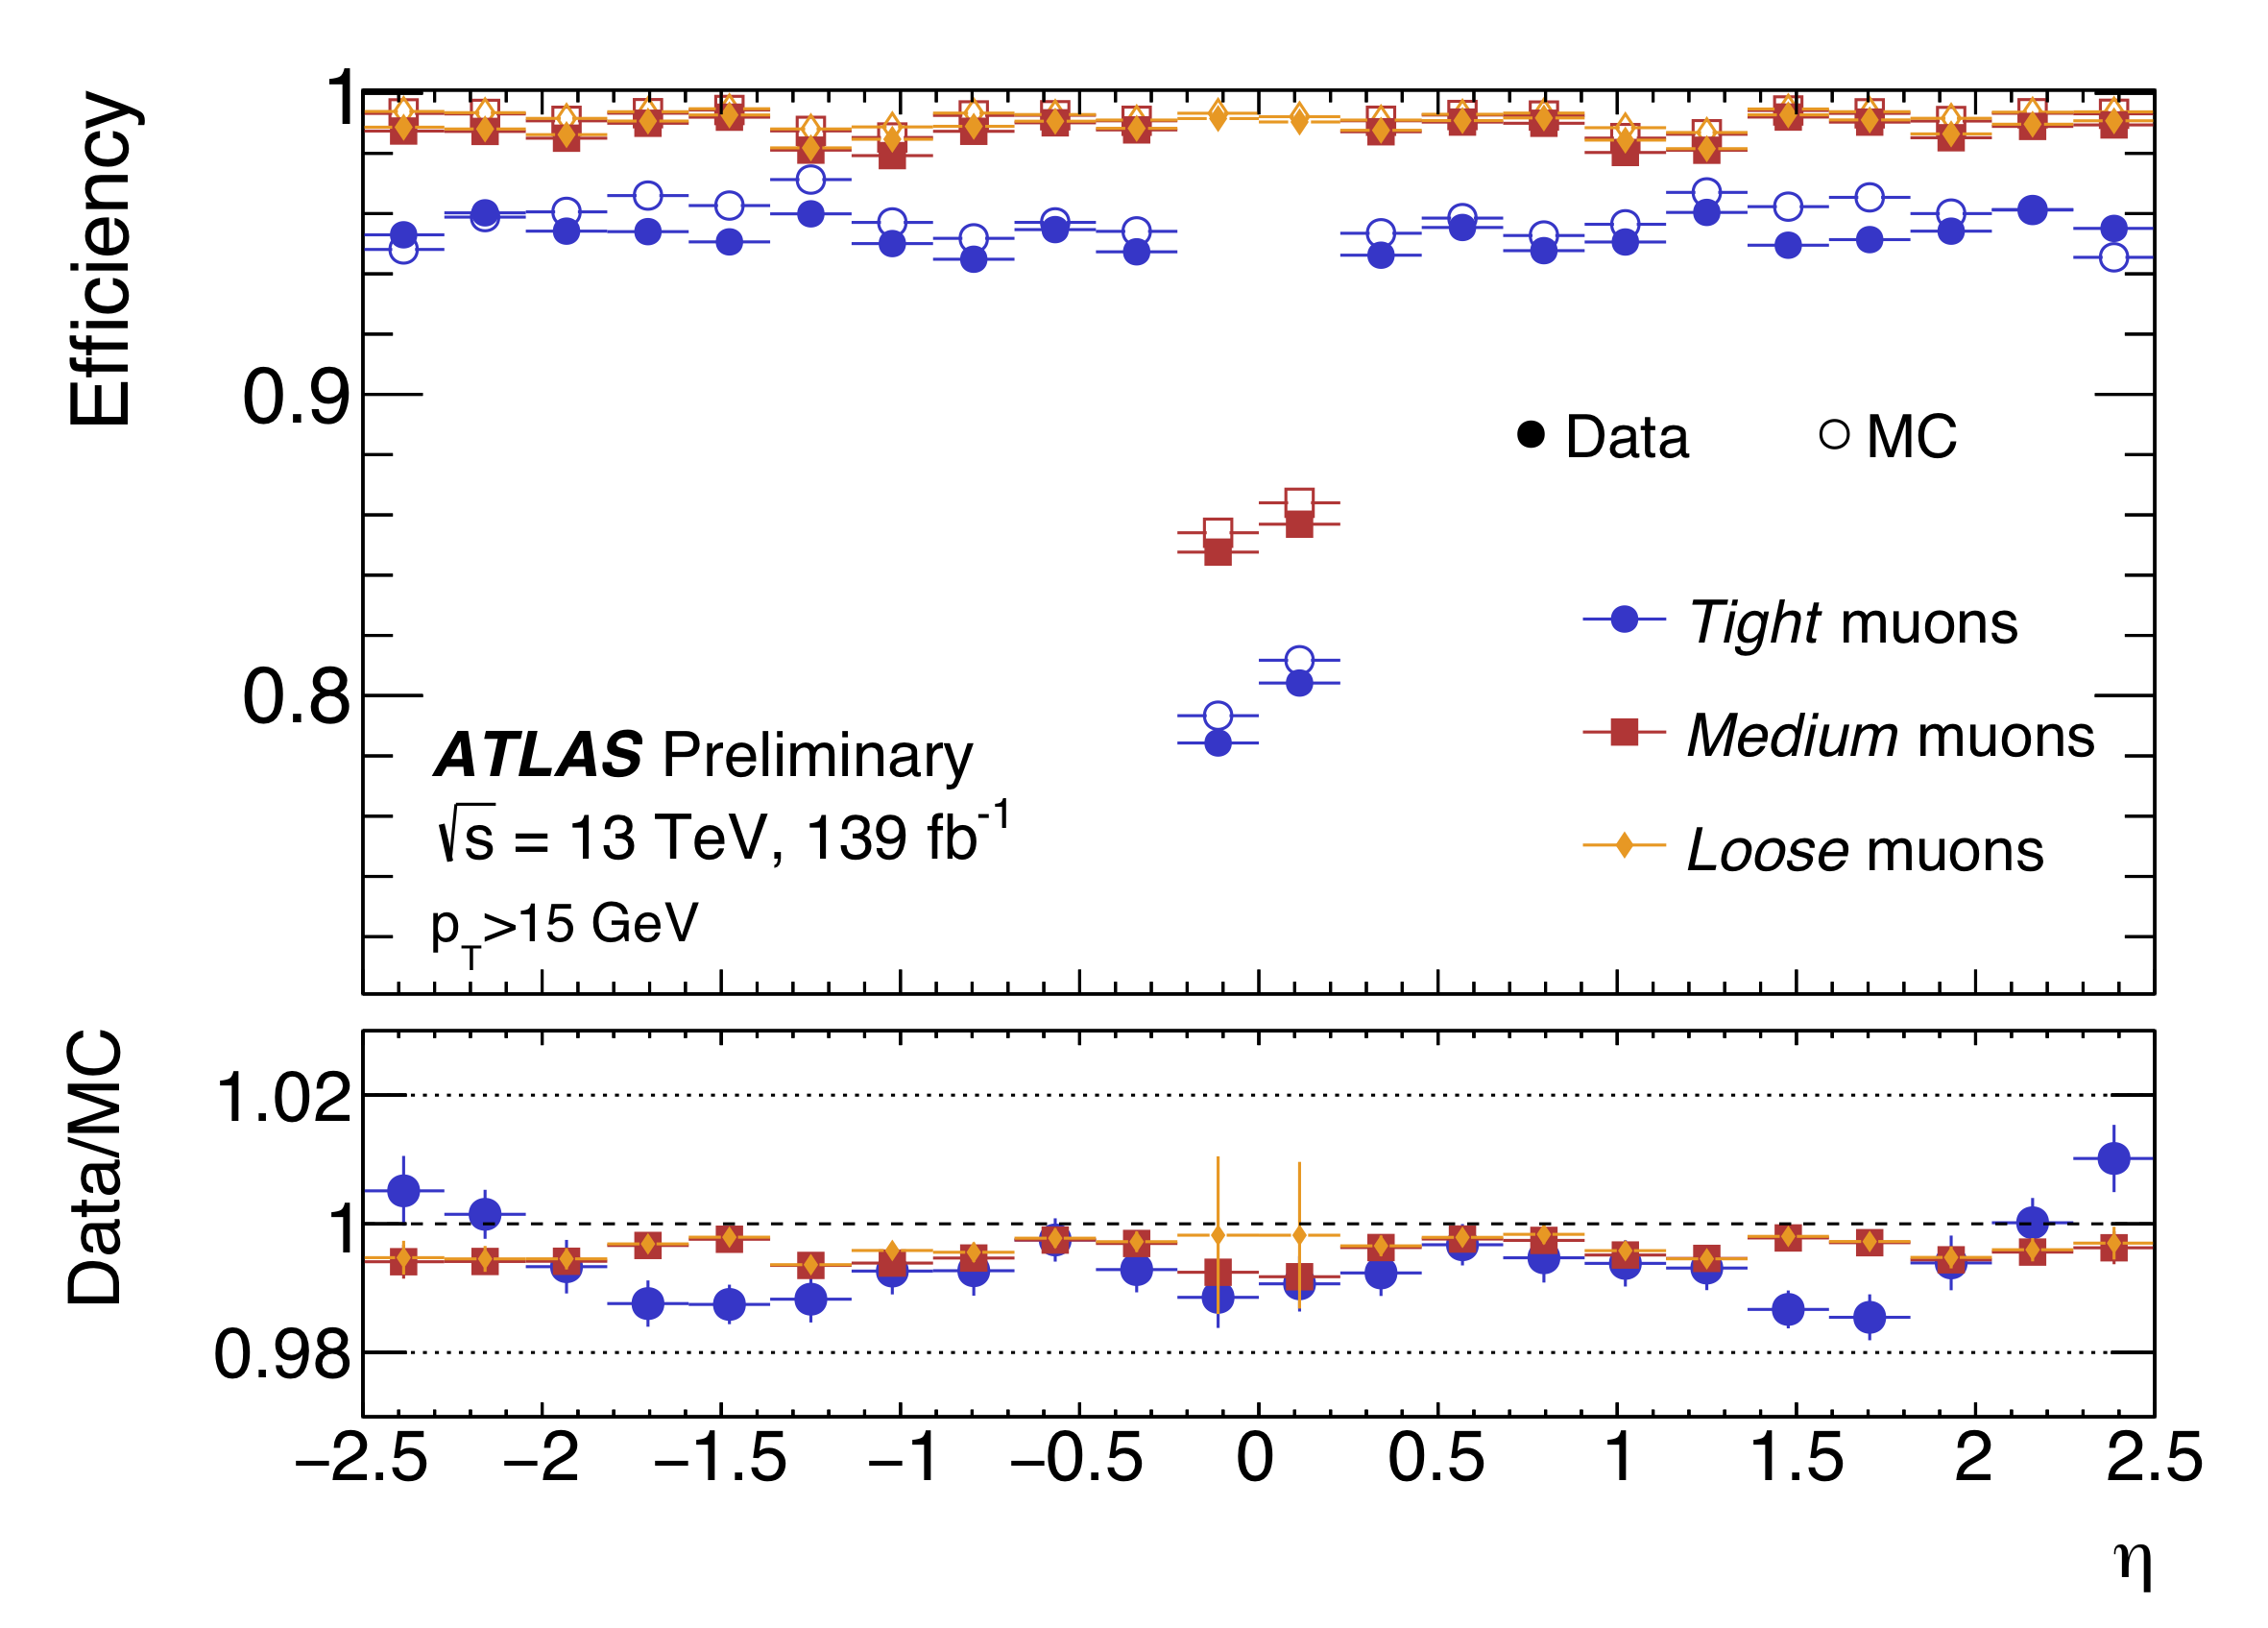 Efficiency
1
0.9
0.8
Data
MC
Tight muons
Medium muons
Loose muons
ATLAS Preliminary
√s = 13 TeV, 139 fb⁻¹
p_T>15 GeV
Data/MC
1.02
1
0.98
−2.5 −2 −1.5 −1 −0.5 0 0.5 1 1.5 2 2.5
η